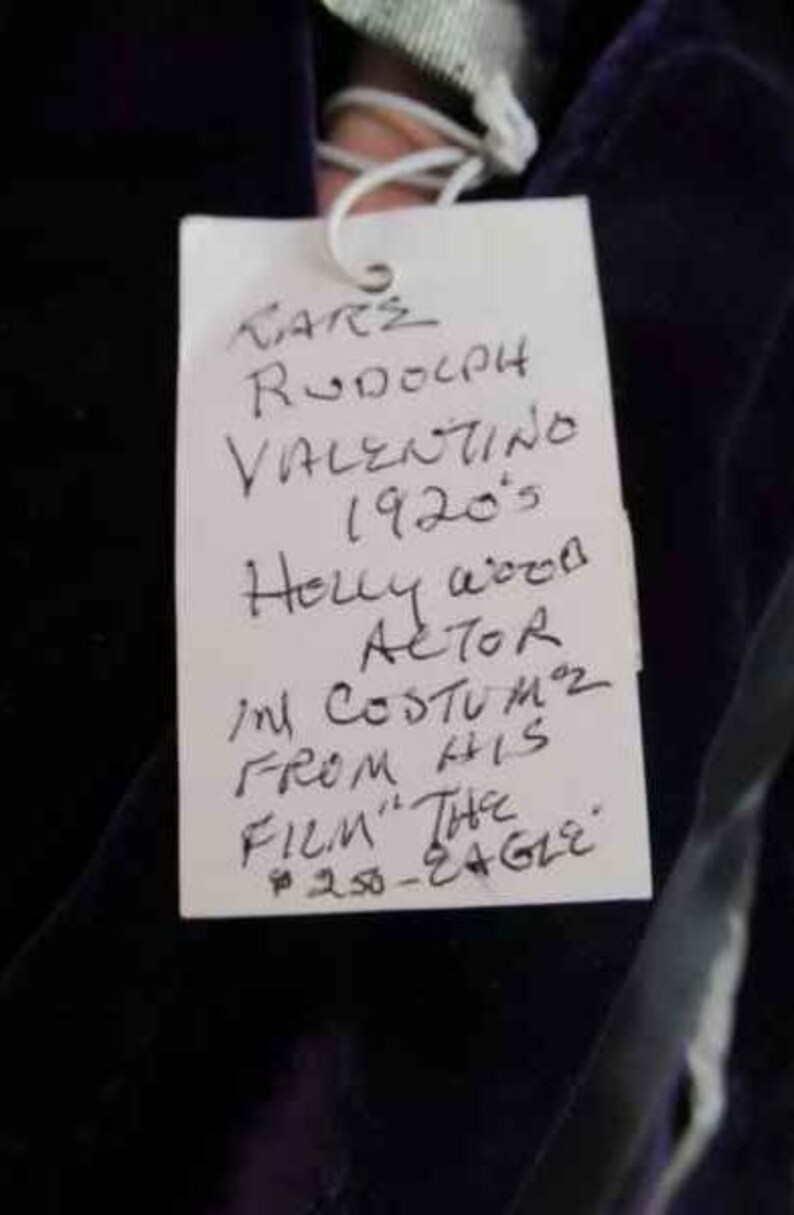 RARE
RUDOLPH
VALENTINO
1920's
HOLLYWOOD
ACTOR
IN COSTUME
FROM HIS
FILM "THE
$250- EAGLE"